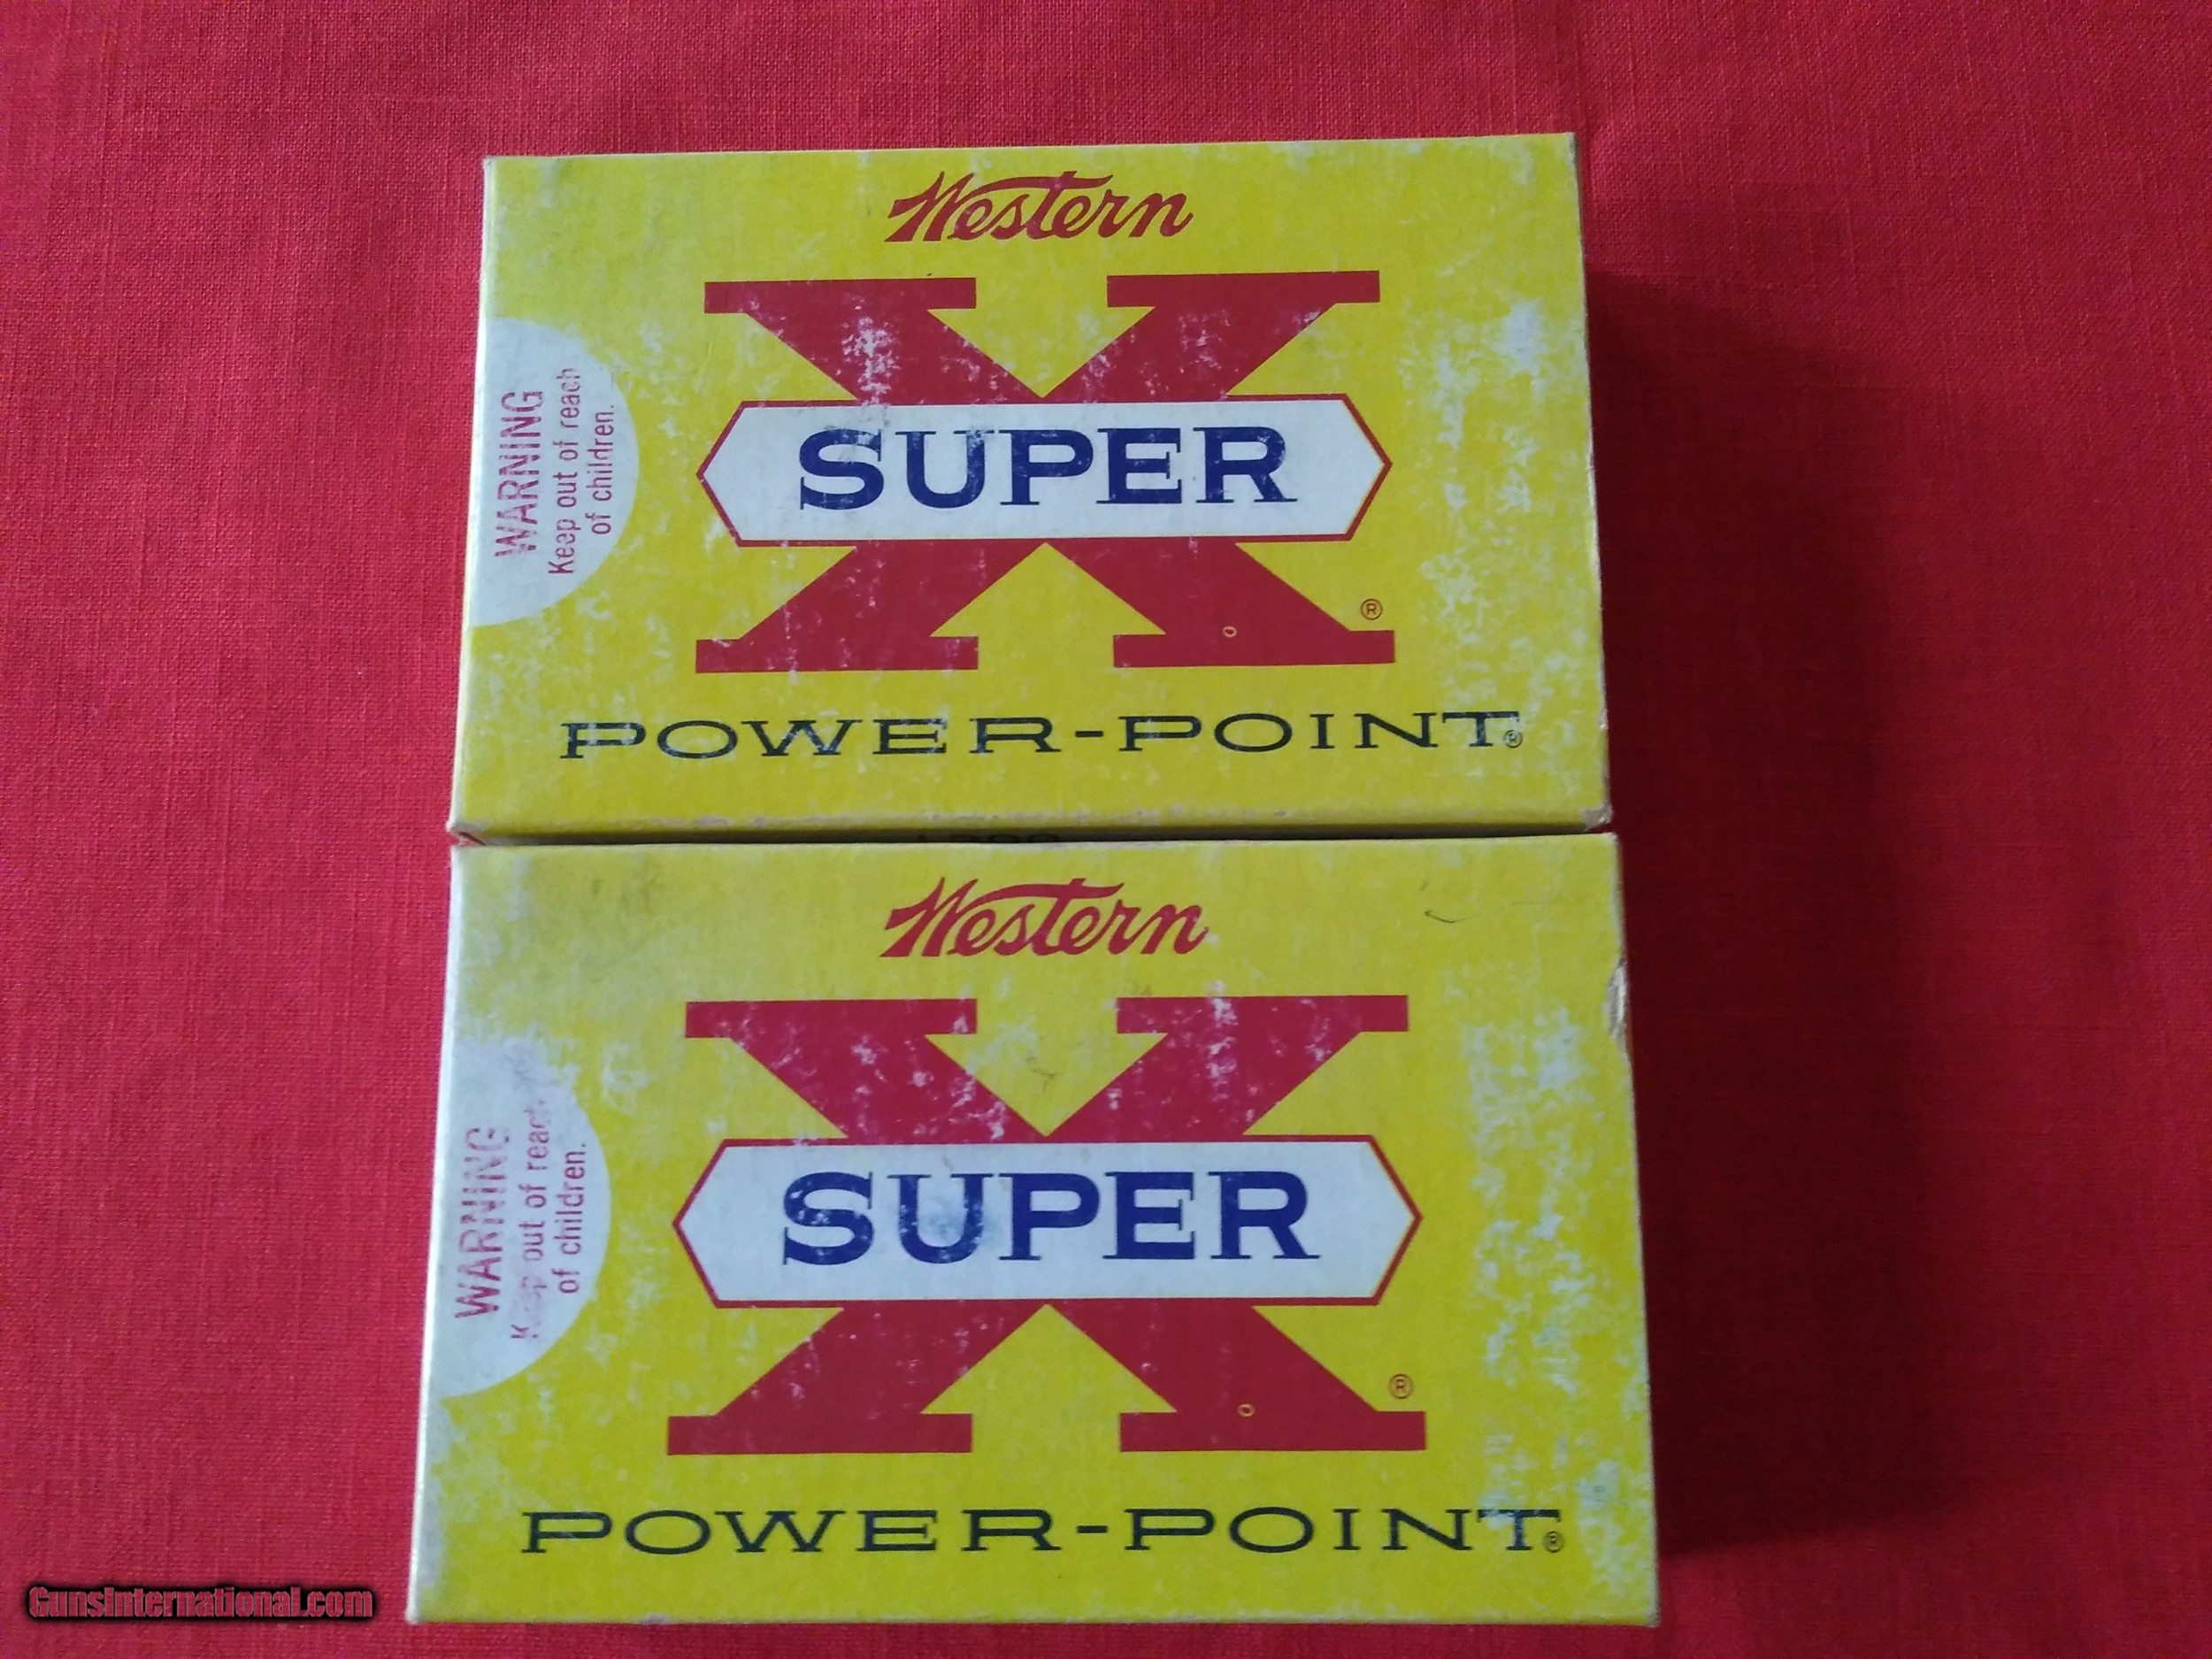 Western
X
SUPER
®
POWER-POINT®
WARNING
Keep out of reach
of children.
Western
X
SUPER
®
POWER-POINT®
WARNING
Keep out of reach
of children.
GunsInternational.com